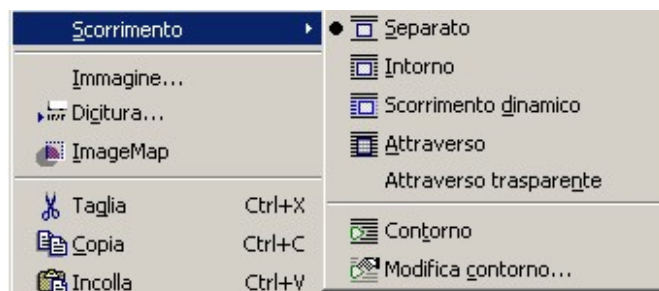 Scorrimento
Immagine...
Digitura...
ImageMap
Taglia Ctrl+X
Copia Ctrl+C
Incolla Ctrl+V
Separato
Intorno
Scorrimento dinamico
Attraverso
Attraverso trasparente
Contorno
Modifica contorno...